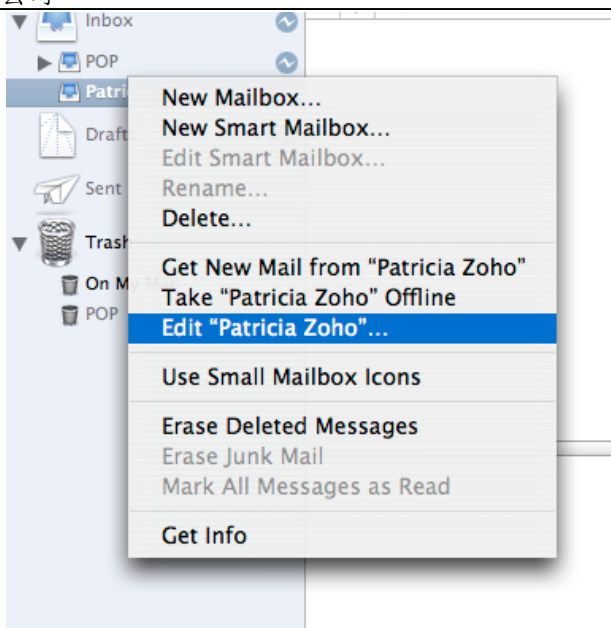 Inbox
POP
New Mailbox...
New Smart Mailbox...
Edit Smart Mailbox...
Rename...
Delete...
Draft
Sent
Trash
On My
POP
Get New Mail from “Patricia Zoho”
Take “Patricia Zoho” Offline
Edit “Patricia Zoho”...
Use Small Mailbox Icons
Erase Deleted Messages
Erase Junk Mail
Mark All Messages as Read
Get Info